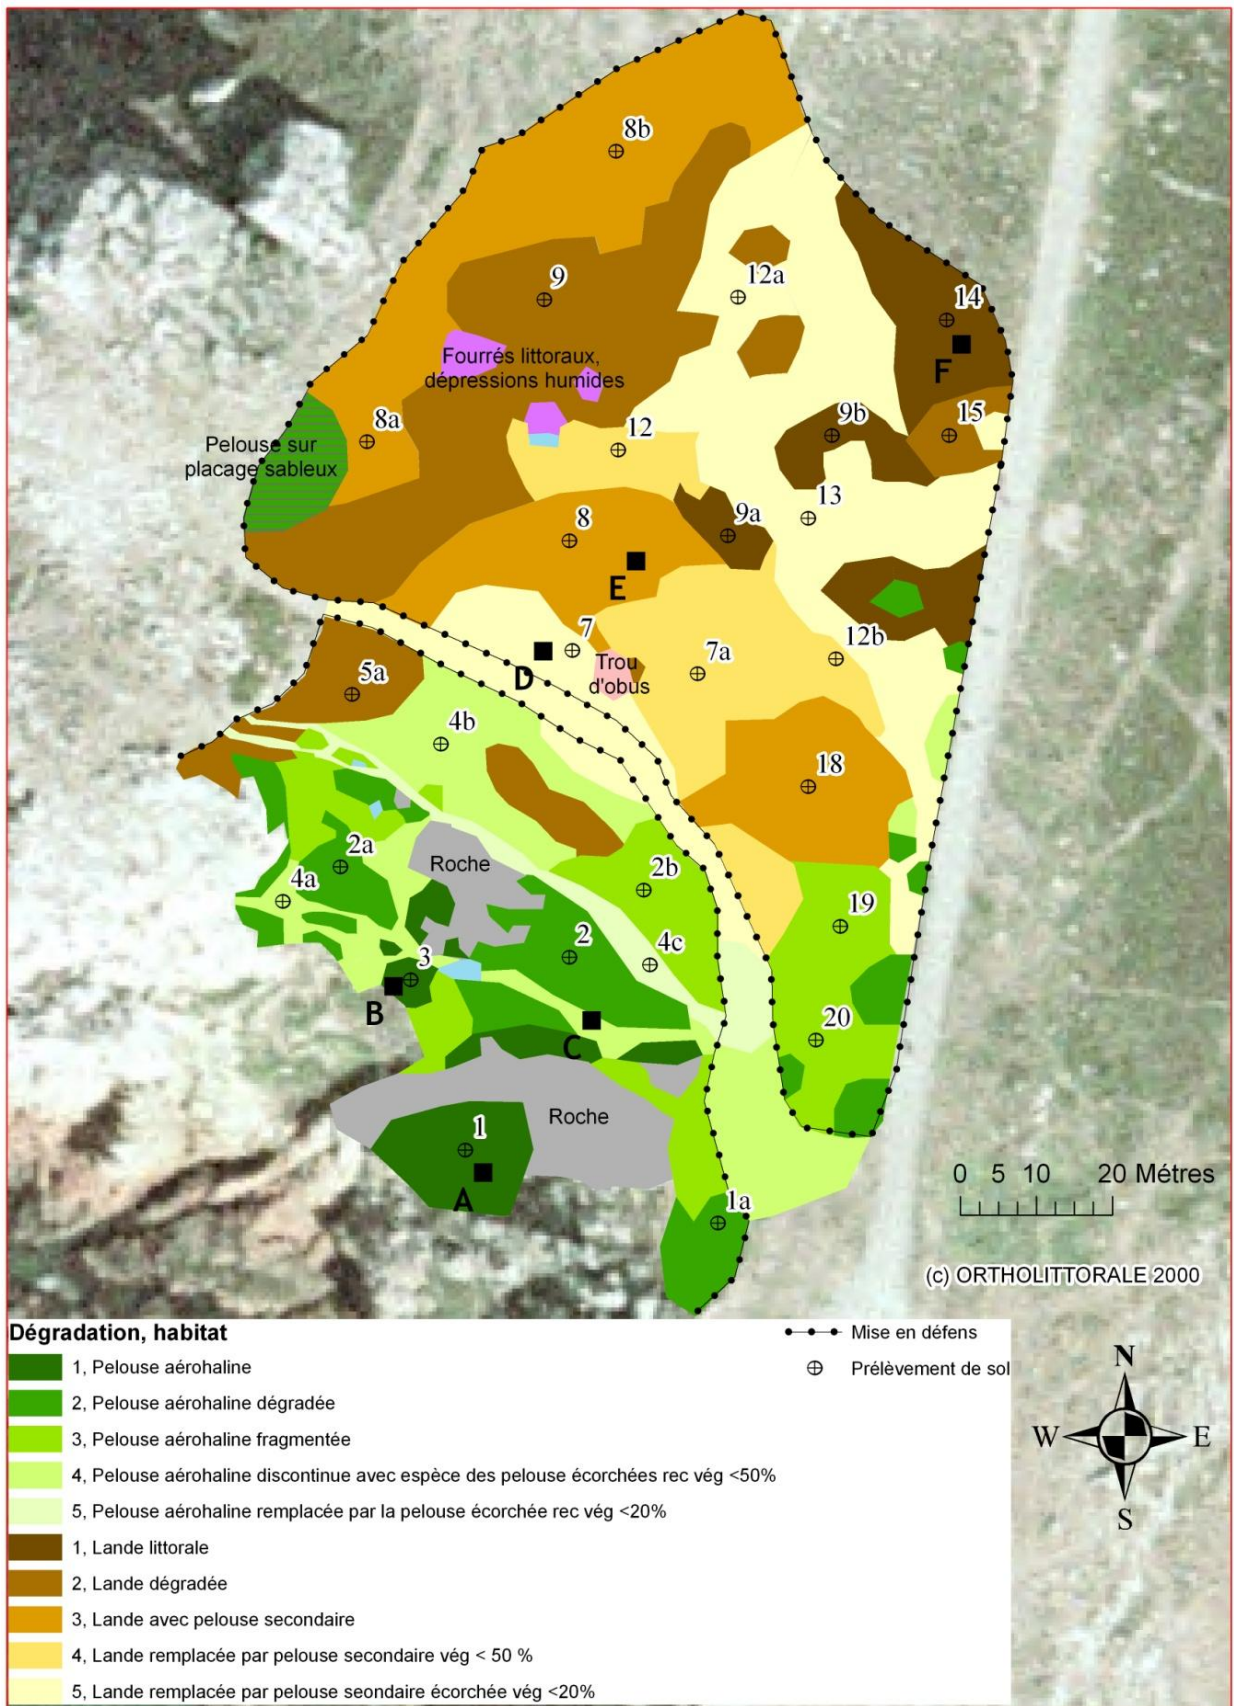 8b
9
12a
14
Fourrés littoraux,
dépressions humides
F
8a
12
9b
15
Pelouse sur
placage sableux
8
9a
13
E
7
12b
D
Trou
d'obus
7a
5a
4b
18
2a
Roche
2b
4a
19
2
4c
3
B
C
20
Roche
1
A
1a
0 5 10 20 Métres
(c) ORTHOLITTORALE 2000
Dégradation, habitat
1, Pelouse aérohaline
2, Pelouse aérohaline dégradée
3, Pelouse aérohaline fragmentée
4, Pelouse aérohaline discontinue avec espèce des pelouse écorchées rec vég <50%
5, Pelouse aérohaline remplacée par la pelouse écorchée rec vég <20%
1, Lande littorale
2, Lande dégradée
3, Lande avec pelouse secondaire
4, Lande remplacée par pelouse secondaire vég < 50 %
5, Lande remplacée par pelouse seondaire écorchée vég <20%
Mise en défens
Prélèvement de sol
N
W E
S